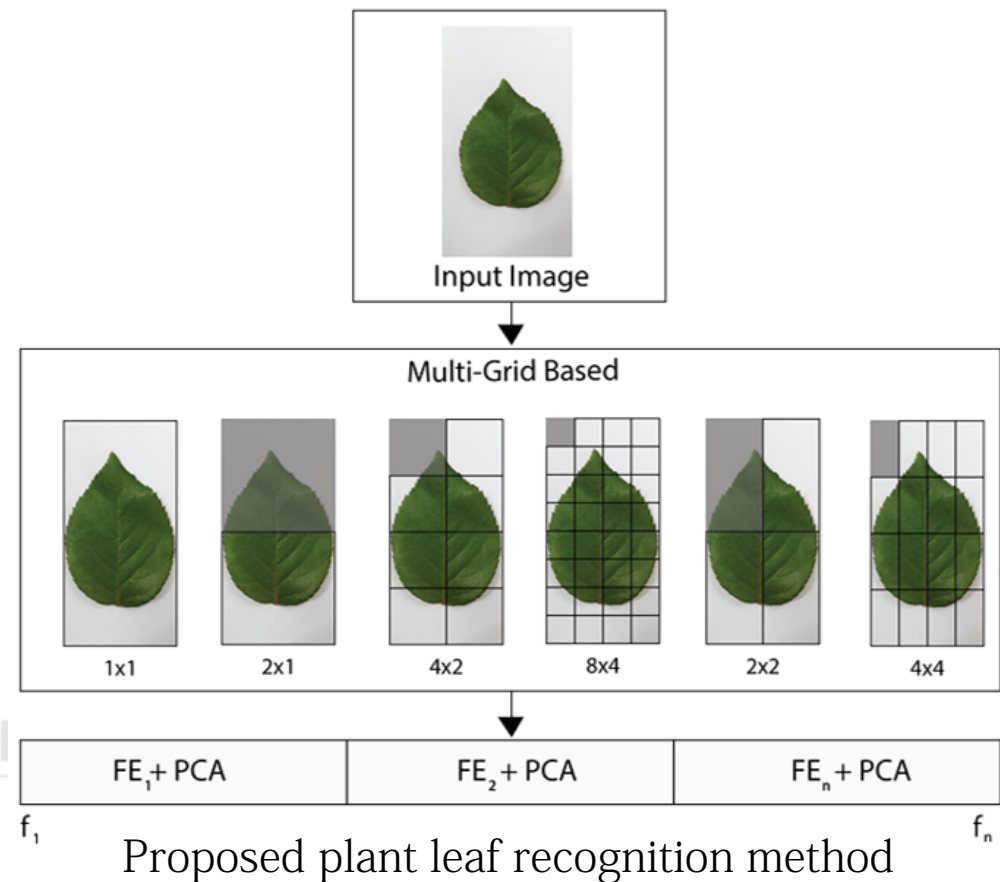 Input Image
Multi-Grid Based
1x1 2x1 4x2 8x4 2x2 4x4
FE₁+ PCA FE₂ + PCA FEₙ + PCA
f₁ fₙ
Proposed plant leaf recognition method